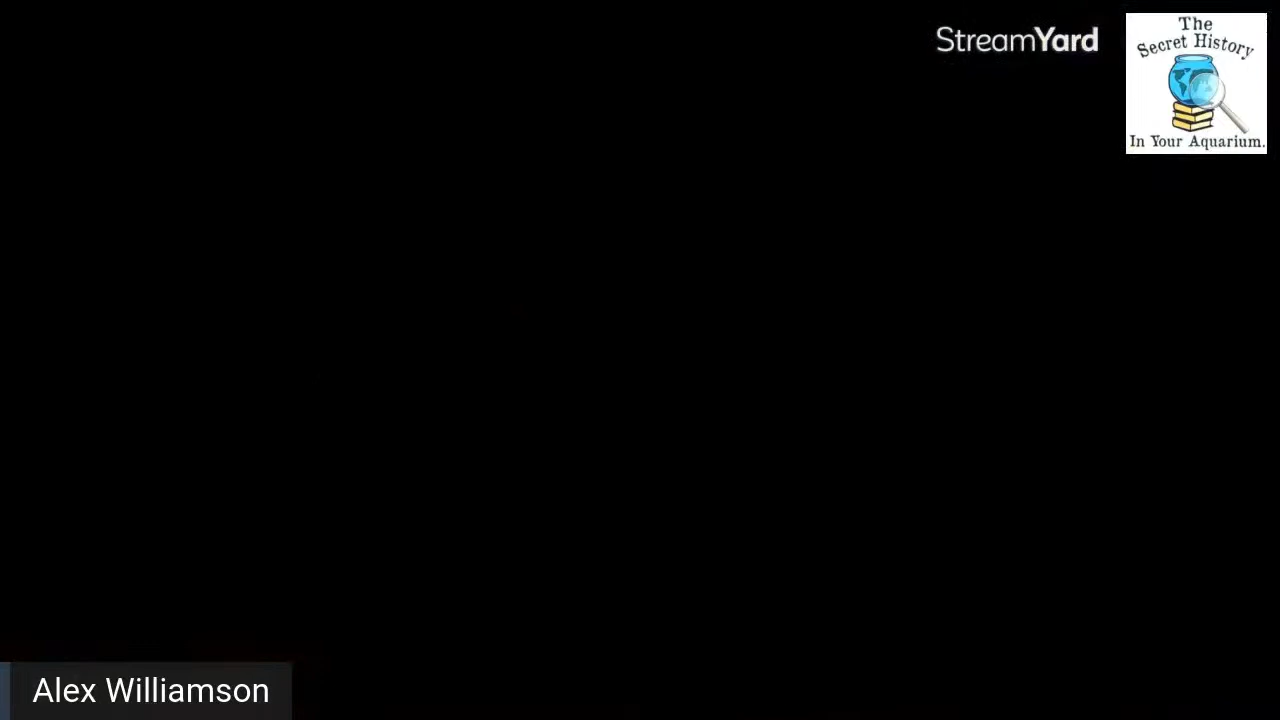 StreamYard
The
Secret History
In Your Aquarium.
Alex Williamson